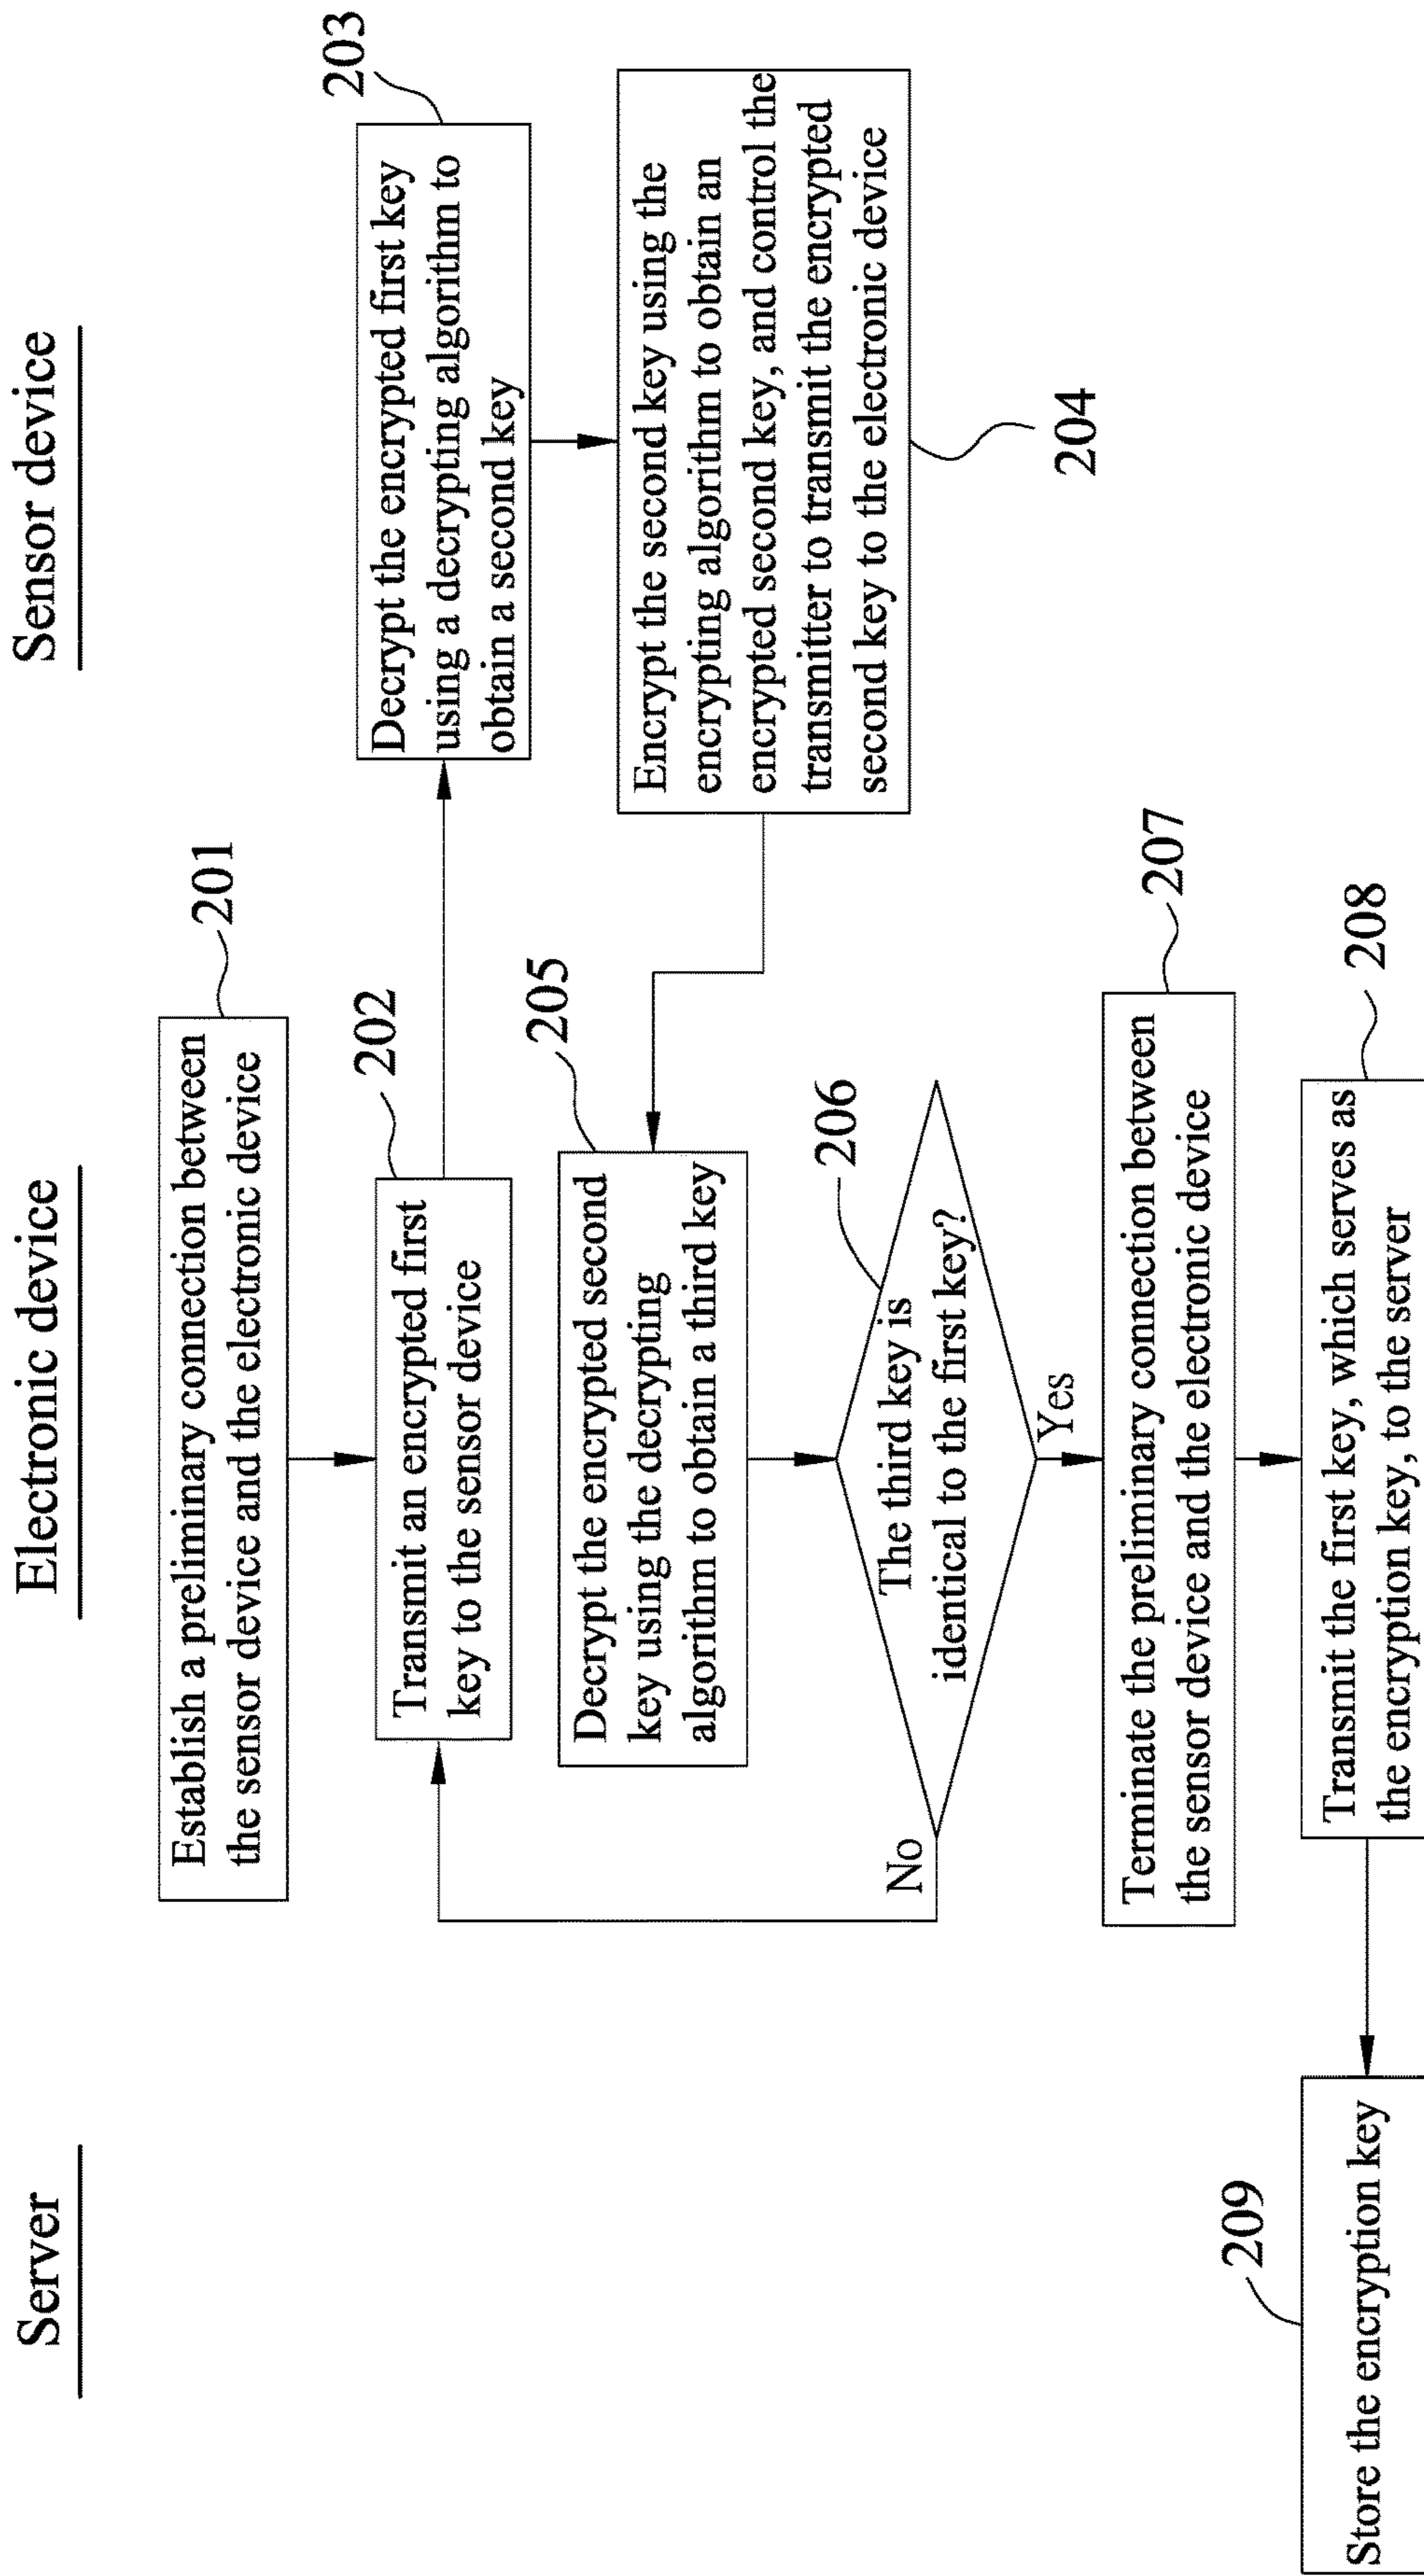 Server
Electronic device
Sensor device
201
Establish a preliminary connection between
the sensor device and the electronic device
202
Transmit an encrypted first
key to the sensor device
203
Decrypt the encrypted first key
using a decrypting algorithm to
obtain a second key
Encrypt the second key using the
encrypting algorithm to obtain an
encrypted second key, and control the
transmitter to transmit the encrypted
second key to the electronic device
204
205
Decrypt the encrypted second
key using the decrypting
algorithm to obtain a third key
206
The third key is
identical to the first key?
No
Yes
207
Terminate the preliminary connection between
the sensor device and the electronic device
208
Transmit the first key, which serves as
the encryption key, to the server
209
Store the encryption key